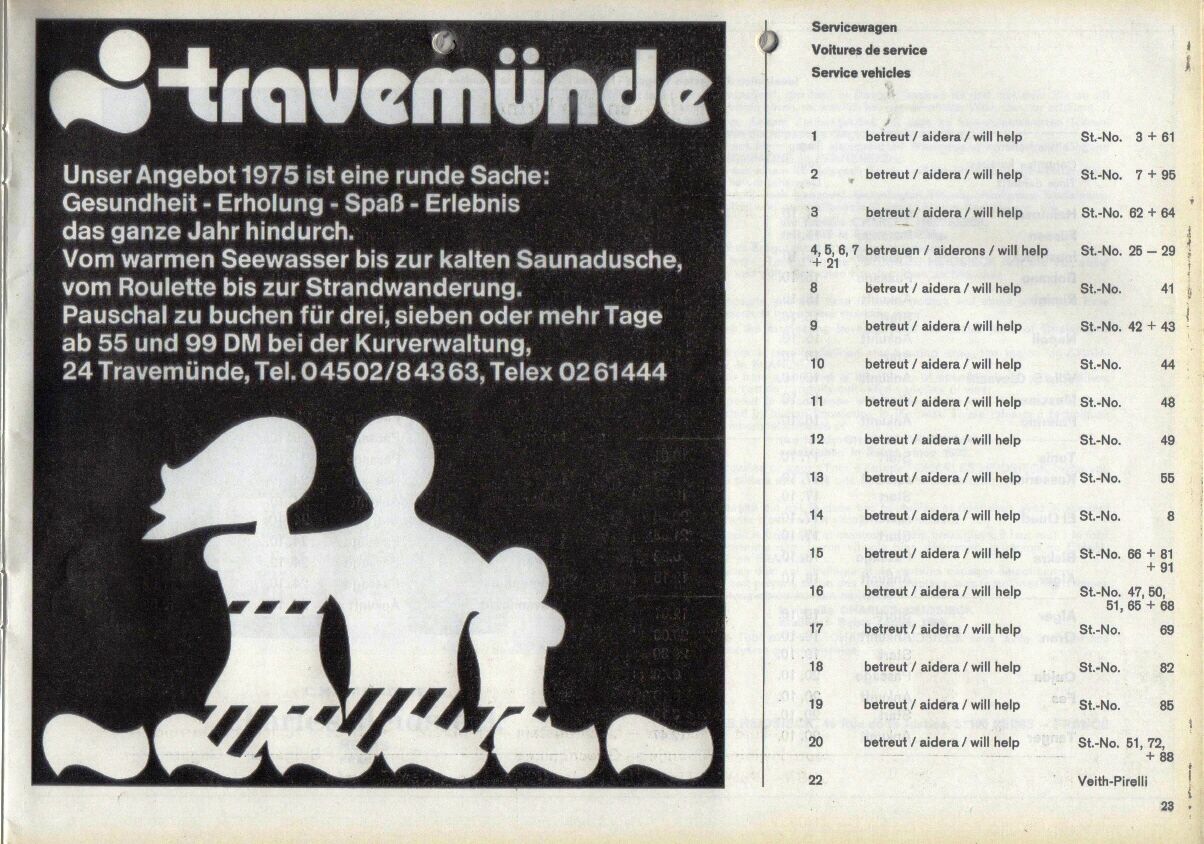 travemünde
Unser Angebot 1975 ist eine runde Sache:
Gesundheit - Erholung - Spaß - Erlebnis
das ganze Jahr hindurch.
Vom warmen Seewasser bis zur kalten Saunadusche,
vom Roulette bis zur Strandwanderung.
Pauschal zu buchen für drei, sieben oder mehr Tage
ab 55 und 99 DM bei der Kurverwaltung,
24 Travemünde, Tel. 04502/84363, Telex 0261444
Servicewagen
Voitures de service
Service vehicles
1 betreut / aidera / will help St.-No. 3 + 61
2 betreut / aidera / will help St.-No. 7 + 95
3 betreut / aidera / will help St.-No. 62 + 64
4, 5, 6, 7 betreuen / aiderons / will help St.-No. 25 – 29
+ 21
8 betreut / aidera / will help St.-No. 41
9 betreut / aidera / will help St.-No. 42 + 43
10 betreut / aidera / will help St.-No. 44
11 betreut / aidera / will help St.-No. 48
12 betreut / aidera / will help St.-No. 49
13 betreut / aidera / will help St.-No. 55
14 betreut / aidera / will help St.-No. 8
15 betreut / aidera / will help St.-No. 66 + 81
+ 91
16 betreut / aidera / will help St.-No. 47, 50,
51, 65 + 68
17 betreut / aidera / will help St.-No. 69
18 betreut / aidera / will help St.-No. 82
19 betreut / aidera / will help St.-No. 85
20 betreut / aidera / will help St.-No. 51, 72,
+ 88
22 Veith-Pirelli
23